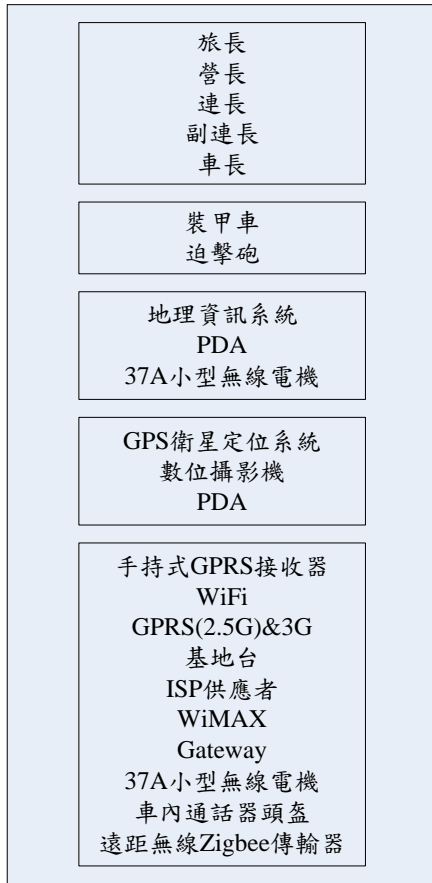 旅長
營長
連長
副連長
車長
裝甲車
迫擊砲
地理資訊系統
PDA
37A小型無線電機
GPS衛星定位系統
數位攝影機
PDA
手持式GPRS接收器
WiFi
GPRS(2.5G)&3G
基地台
ISP供應者
WiMAX
Gateway
37A小型無線電機
車內通話器頭盔
遠距無線Zigbee傳輸器